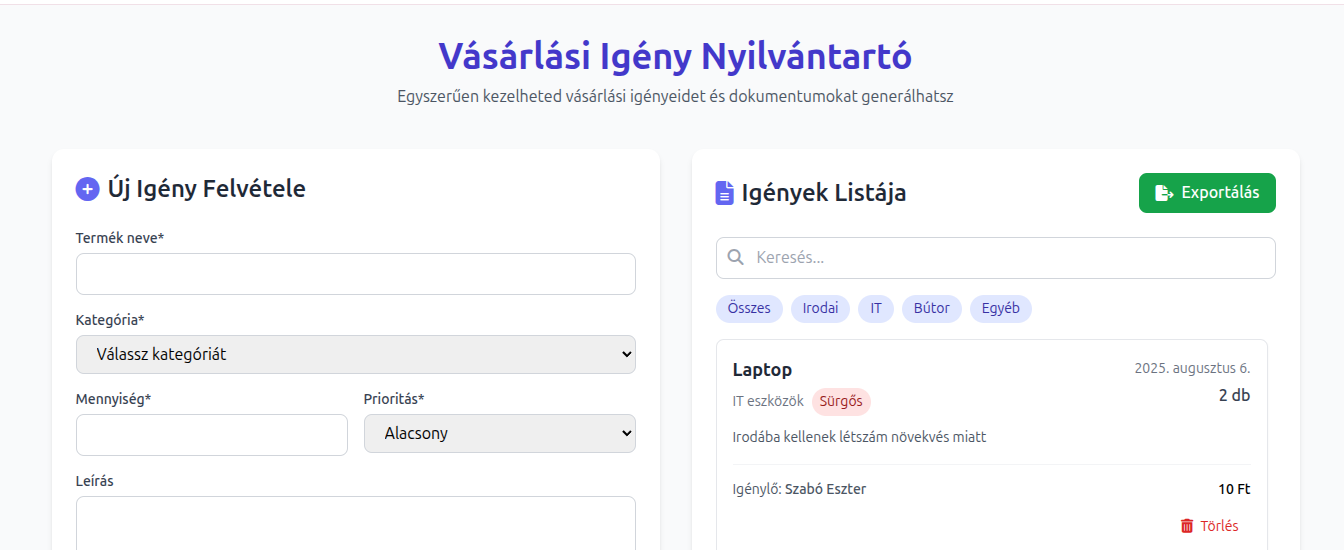 Vásárlási Igény Nyilvántartó
Egyszerűen kezelheted vásárlási igényeidet és dokumentumokat generálhatsz
Új Igény Felvétele
Termék neve*
Kategória*
Válassz kategóriát
Mennyiség*
Prioritás*
Alacsony
Leírás
Igények Listája
Exportálás
Keresés...
Összes
Irodai
IT
Bútor
Egyéb
Laptop
2025. augusztus 6.
IT eszközök
Sürgős
2 db
Irodába kellenek létszám növekvés miatt
Igénylő: Szabó Eszter
10 Ft
Törlés